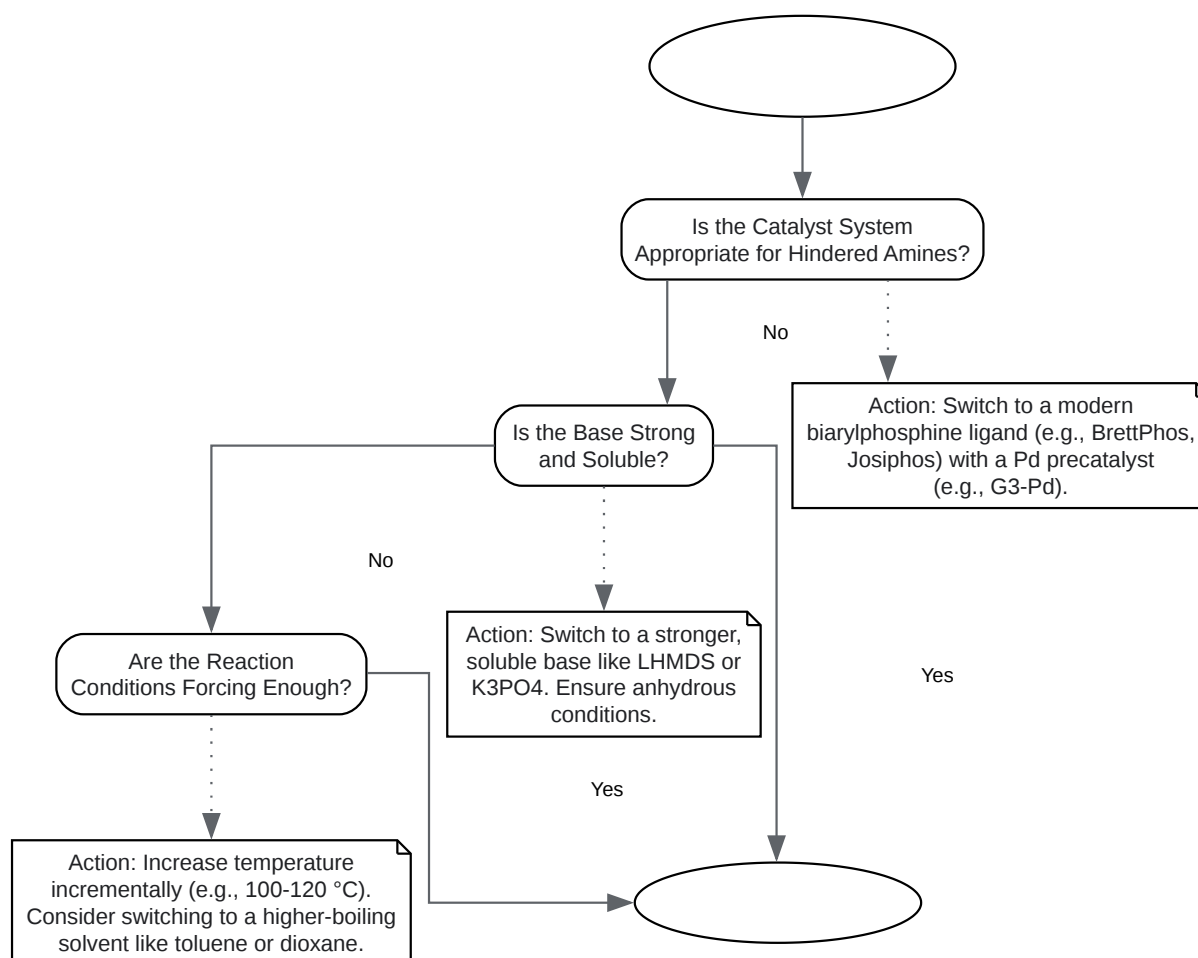 Is the Catalyst System
Appropriate for Hindered Amines?
No
Action: Switch to a modern
biarylphosphine ligand (e.g., BrettPhos,
Josiphos) with a Pd precatalyst
(e.g., G3-Pd).
Is the Base Strong
and Soluble?
No
Action: Switch to a stronger,
soluble base like LHMDS or
K3PO4. Ensure anhydrous
conditions.
Yes
Are the Reaction
Conditions Forcing Enough?
Yes
Action: Increase temperature
incrementally (e.g., 100-120 °C).
Consider switching to a higher-boiling
solvent like toluene or dioxane.